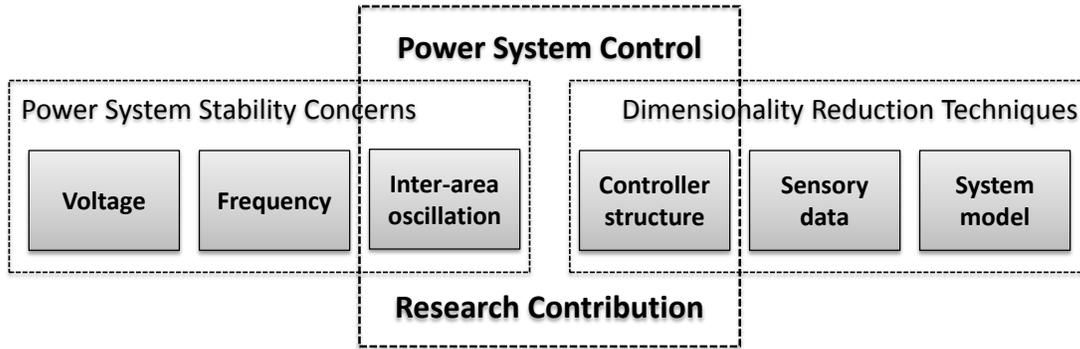 Power System Control
Power System Stability Concerns
Dimensionality Reduction Techniques
Voltage
Frequency
Inter-area
oscillation
Controller
structure
Sensory
data
System
model
Research Contribution